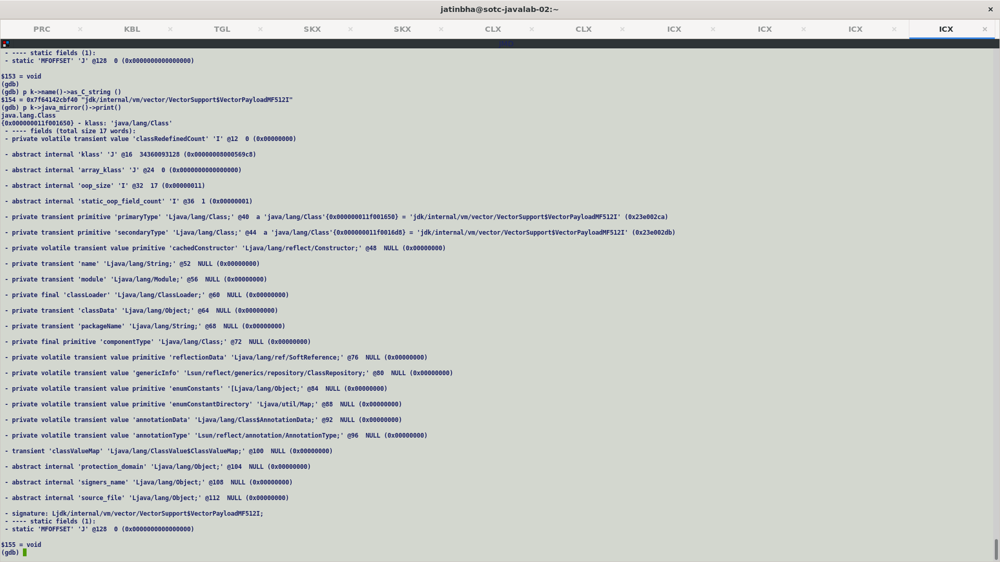 jatinbha@sotc-javalab-02:~
PRC KBL TGL SKX SKX CLX CLX ICX ICX ICX ICX
JMD
- ---- static fields (1):
- static 'MFOFFSET' 'J' @128  0 (0x0000000000000000)
$153 = void
(gdb)
(gdb) p k->name()->as_C_string ()
$154 = 0x7f64142cbf40 "jdk/internal/vm/vector/VectorSupport$VectorPayloadMF512I"
(gdb) p k->java_mirror()->print()
java.lang.Class
{0x000000011f001650} - klass: 'java/lang/Class'
- ---- fields (total size 17 words):
- private volatile transient value 'classRedefinedCount' 'I' @12  0 (0x00000000)
- abstract internal 'klass' 'J' @16  34360093128 (0x00000008000569c8)
- abstract internal 'array_klass' 'J' @24  0 (0x0000000000000000)
- abstract internal 'oop_size' 'I' @32  17 (0x00000011)
- abstract internal 'static_oop_field_count' 'I' @36  1 (0x00000001)
- private transient primitive 'primaryType' 'Ljava/lang/Class;' @40  a 'java/lang/Class'{0x000000011f001650} = 'jdk/internal/vm/vector/VectorSupport$VectorPayloadMF512I' (0x23e002ca)
- private transient primitive 'secondaryType' 'Ljava/lang/Class;' @44  a 'java/lang/Class'{0x000000011f0016d8} = 'jdk/internal/vm/vector/VectorSupport$VectorPayloadMF512I' (0x23e002db)
- private volatile transient value primitive 'cachedConstructor' 'Ljava/lang/reflect/Constructor;' @48  NULL (0x00000000)
- private transient 'name' 'Ljava/lang/String;' @52  NULL (0x00000000)
- private transient 'module' 'Ljava/lang/Module;' @56  NULL (0x00000000)
- private final 'classLoader' 'Ljava/lang/ClassLoader;' @60  NULL (0x00000000)
- private transient 'classData' 'Ljava/lang/Object;' @64  NULL (0x00000000)
- private transient 'packageName' 'Ljava/lang/String;' @68  NULL (0x00000000)
- private final primitive 'componentType' 'Ljava/lang/Class;' @72  NULL (0x00000000)
- private volatile transient value primitive 'reflectionData' 'Ljava/lang/ref/SoftReference;' @76  NULL (0x00000000)
- private volatile transient value 'genericInfo' 'Lsun/reflect/generics/repository/ClassRepository;' @80  NULL (0x00000000)
- private volatile transient value primitive 'enumConstants' '[Ljava/lang/Object;' @84  NULL (0x00000000)
- private volatile transient value primitive 'enumConstantDirectory' 'Ljava/util/Map;' @88  NULL (0x00000000)
- private volatile transient value 'annotationData' 'Ljava/lang/Class$AnnotationData;' @92  NULL (0x00000000)
- private volatile transient value 'annotationType' 'Lsun/reflect/annotation/AnnotationType;' @96  NULL (0x00000000)
- transient 'classValueMap' 'Ljava/lang/ClassValue$ClassValueMap;' @100  NULL (0x00000000)
- abstract internal 'protection_domain' 'Ljava/lang/Object;' @104  NULL (0x00000000)
- abstract internal 'signers_name' 'Ljava/lang/Object;' @108  NULL (0x00000000)
- abstract internal 'source_file' 'Ljava/lang/Object;' @112  NULL (0x00000000)
- signature: Ljdk/internal/vm/vector/VectorSupport$VectorPayloadMF512I;
- ---- static fields (1):
- static 'MFOFFSET' 'J' @128  0 (0x0000000000000000)
$155 = void
(gdb)